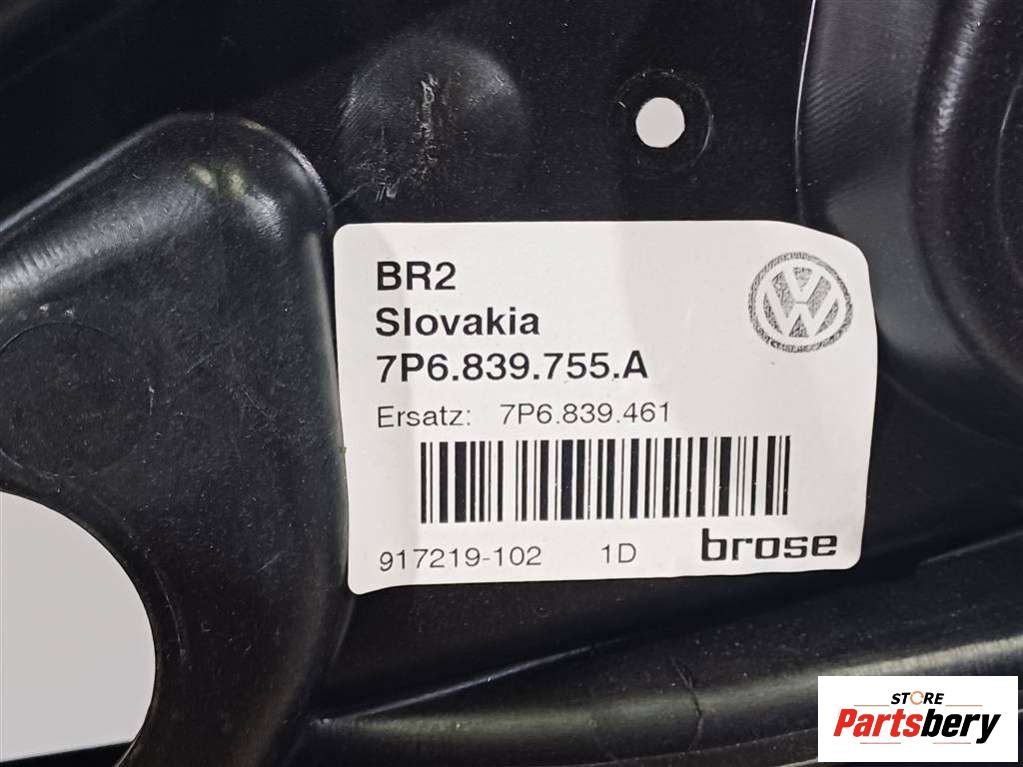 BR2
Slovakia
7P6.839.755.A
Ersatz: 7P6.839.461
917219-102 1D brose
STORE
Partsbery